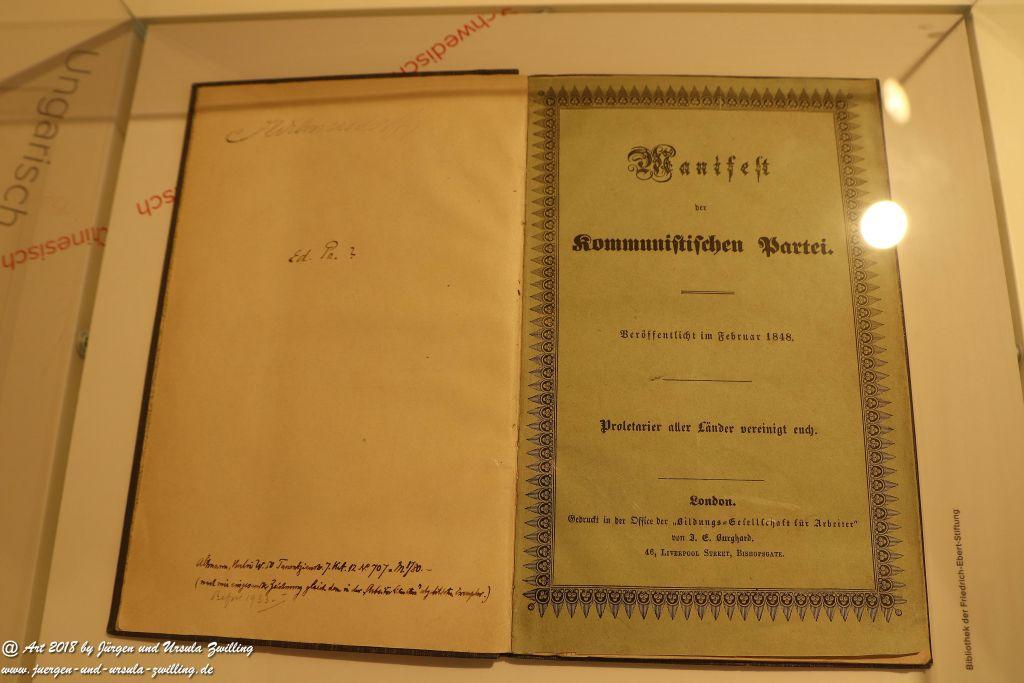 Ungarisch
Schwedisch
Chinesisch
Ed. Pa. ?
Manifest
der
Kommunistischen Partei.
Veröffentlicht im Februar 1848.
Proletarier aller Länder vereinigt euch.
London.
Gedruckt in der Office der „Bildungs-Gesellschaft für Arbeiter"
von J. E. Burghard.
46, LIVERPOOL STREET, BISHOPSGATE.
Bibliothek der Friedrich-Ebert-Stiftung
@ Art 2018 by Jürgen und Ursula Zwilling
www.juergen-und-ursula-zwilling.de